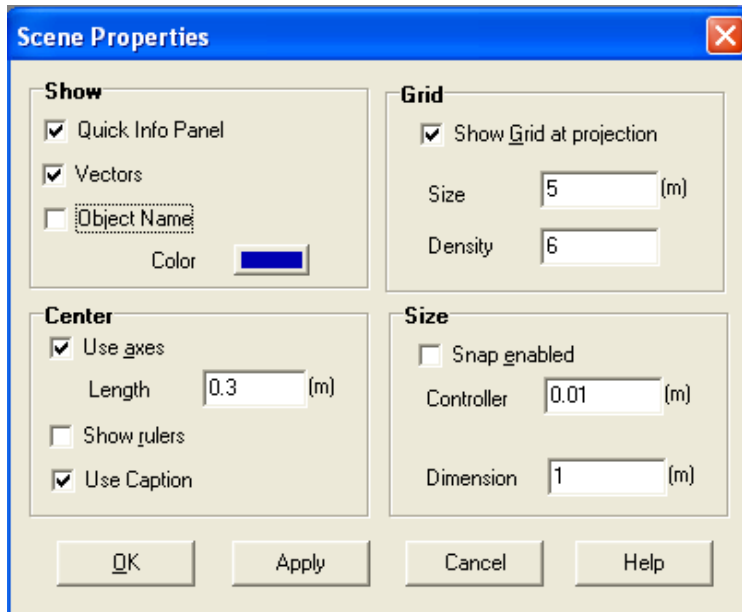 Scene Properties
Show
Quick Info Panel
Vectors
Object Name
Color
Grid
Show Grid at projection
Size 5 (m)
Density 6
Center
Use axes
Length 0.3 (m)
Show rulers
Use Caption
Size
Snap enabled
Controller 0.01 (m)
Dimension 1 (m)
OK Apply Cancel Help